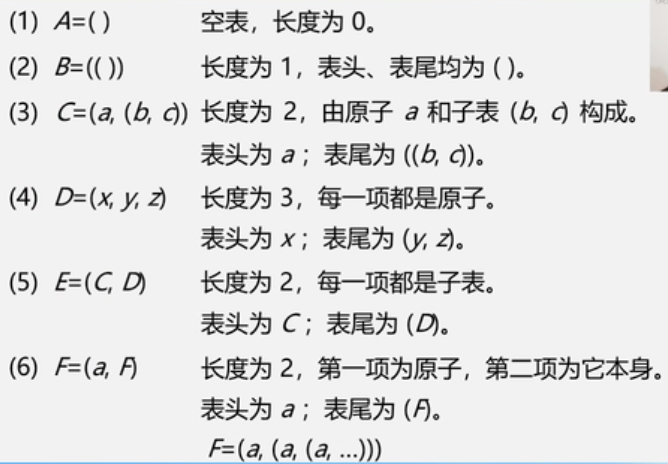 (1) A=( ) 空表，长度为 0。
(2) B=(( )) 长度为 1，表头、表尾均为 ( )。
(3) C=(a, (b, c)) 长度为 2，由原子 a 和子表 (b, c) 构成。
表头为 a；表尾为 ((b, c))。
(4) D=(x, y, z) 长度为 3，每一项都是原子。
表头为 x；表尾为 (y, z)。
(5) E=(C, D) 长度为 2，每一项都是子表。
表头为 C；表尾为 (D)。
(6) F=(a, F) 长度为 2，第一项为原子，第二项为它本身。
表头为 a；表尾为 (F)。
F=(a, (a, (a, ...)))